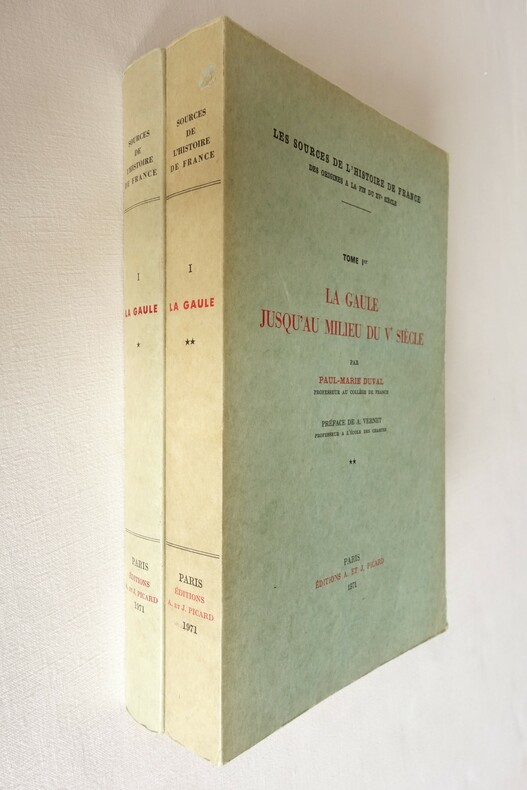 SOURCES
DE
L'HISTOIRE
DE FRANCE
I
LA GAULE
*
PARIS
ÉDITIONS
A. ET J. PICARD
1971
SOURCES
DE
L'HISTOIRE
DE FRANCE
I
LA GAULE
**
PARIS
ÉDITIONS
A. ET J. PICARD
1971
LES SOURCES DE L'HISTOIRE DE FRANCE
DES ORIGINES A LA FIN DU XVe SIÈCLE
TOME Ier
LA GAULE
JUSQU'AU MILIEU DU Ve SIÈCLE
PAR
PAUL-MARIE DUVAL
PROFESSEUR AU COLLÈGE DE FRANCE
PRÉFACE DE A. VERNET
PROFESSEUR A L'ÉCOLE DES CHARTES
**
PARIS
ÉDITIONS A. ET J. PICARD
1971